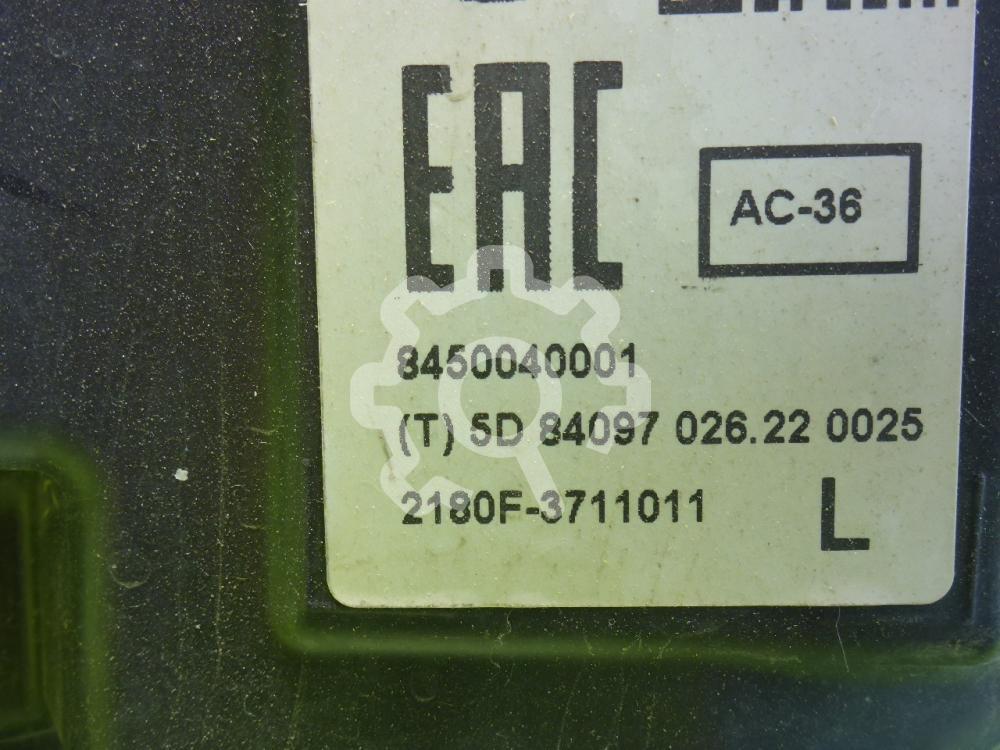 EAC
AC-36
8450040001
(T) 5D 84097 026.22 0025
2180F-3711011 L